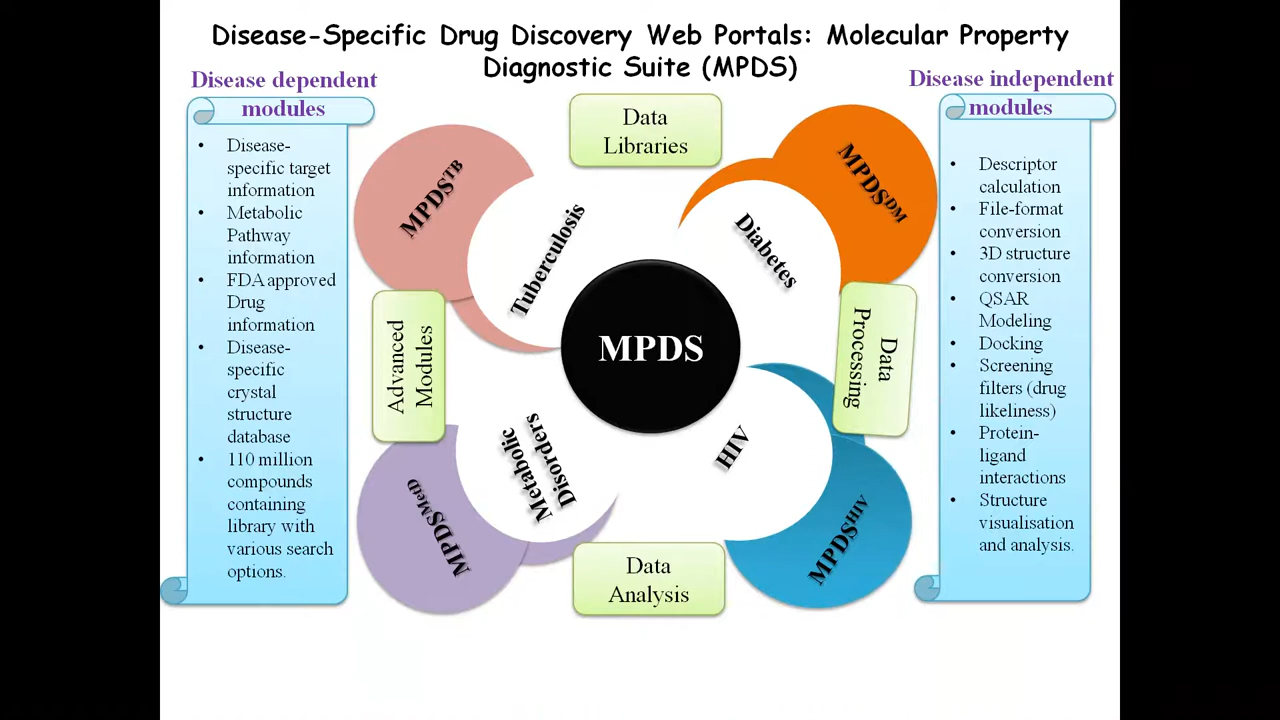 Disease-Specific Drug Discovery Web Portals: Molecular Property
Diagnostic Suite (MPDS)
Disease dependent
modules
• Disease-
specific target
information
• Metabolic
Pathway
information
• FDA approved
Drug
information
• Disease-
specific
crystal
structure
database
• 110 million
compounds
containing
library with
various search
options.
Data
Libraries
MPDSTB
Tuberculosis
MPDSDM
Diabetes
Advanced
Modules
MPDS
Data
Processing
Metabolic
Disorders
MPDSMetD
HIV
MPDSHIV
Data
Analysis
Disease independent
modules
• Descriptor
calculation
• File-format
conversion
• 3D structure
conversion
• QSAR
Modeling
• Docking
• Screening
filters (drug
likeliness)
• Protein-
ligand
interactions
• Structure
visualisation
and analysis.